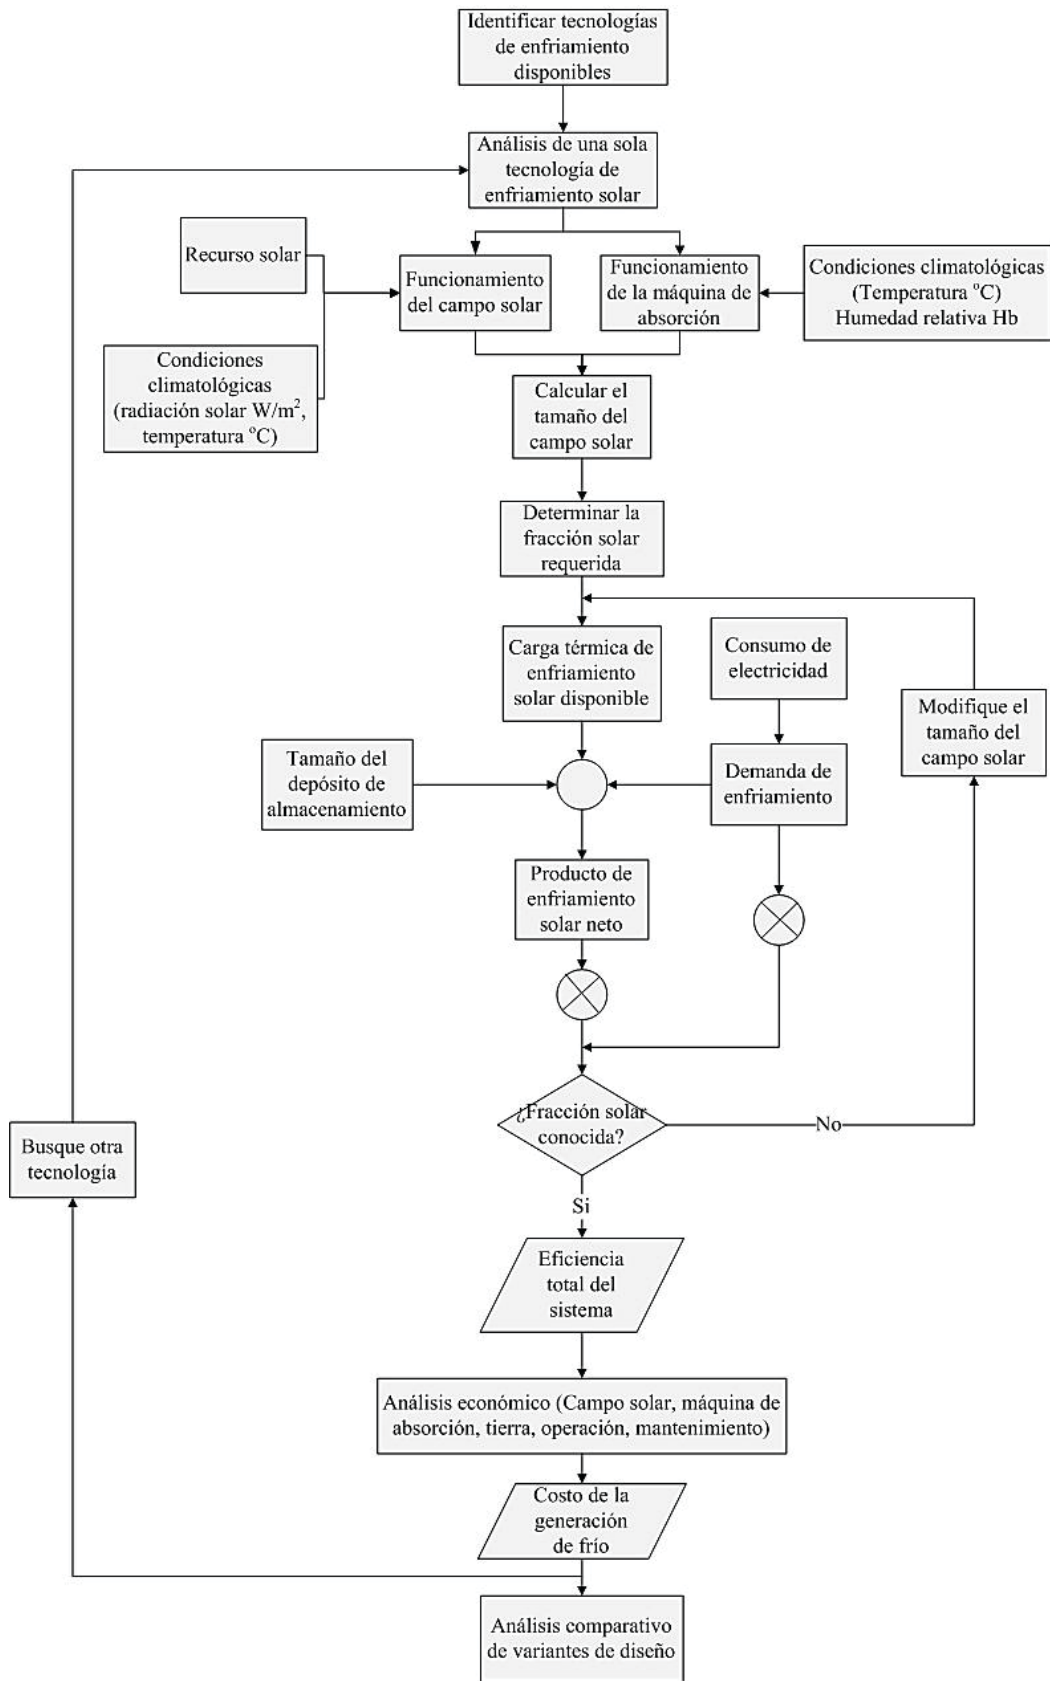 Identificar tecnologías
de enfriamiento
disponibles
Análisis de una sola
tecnología de
enfriamiento solar
Recurso solar
Funcionamiento
del campo solar
Funcionamiento
de la máquina de
absorción
Condiciones climatológicas
(Temperatura °C)
Humedad relativa Hb
Condiciones
climatológicas
(radiación solar W/m²,
temperatura °C)
Calcular el
tamaño del
campo solar
Determinar la
fracción solar
requerida
Carga térmica de
enfriamiento
solar disponible
Consumo de
electricidad
Modifique el
tamaño del
campo solar
Tamaño del
depósito de
almacenamiento
Demanda de
enfriamiento
Producto de
enfriamiento
solar neto
¿Fracción solar
conocida?
No
Busque otra
tecnología
Si
Eficiencia
total del
sistema
Análisis económico (Campo solar, máquina de
absorción, tierra, operación, mantenimiento)
Costo de la
generación
de frío
Análisis comparativo
de variantes de diseño